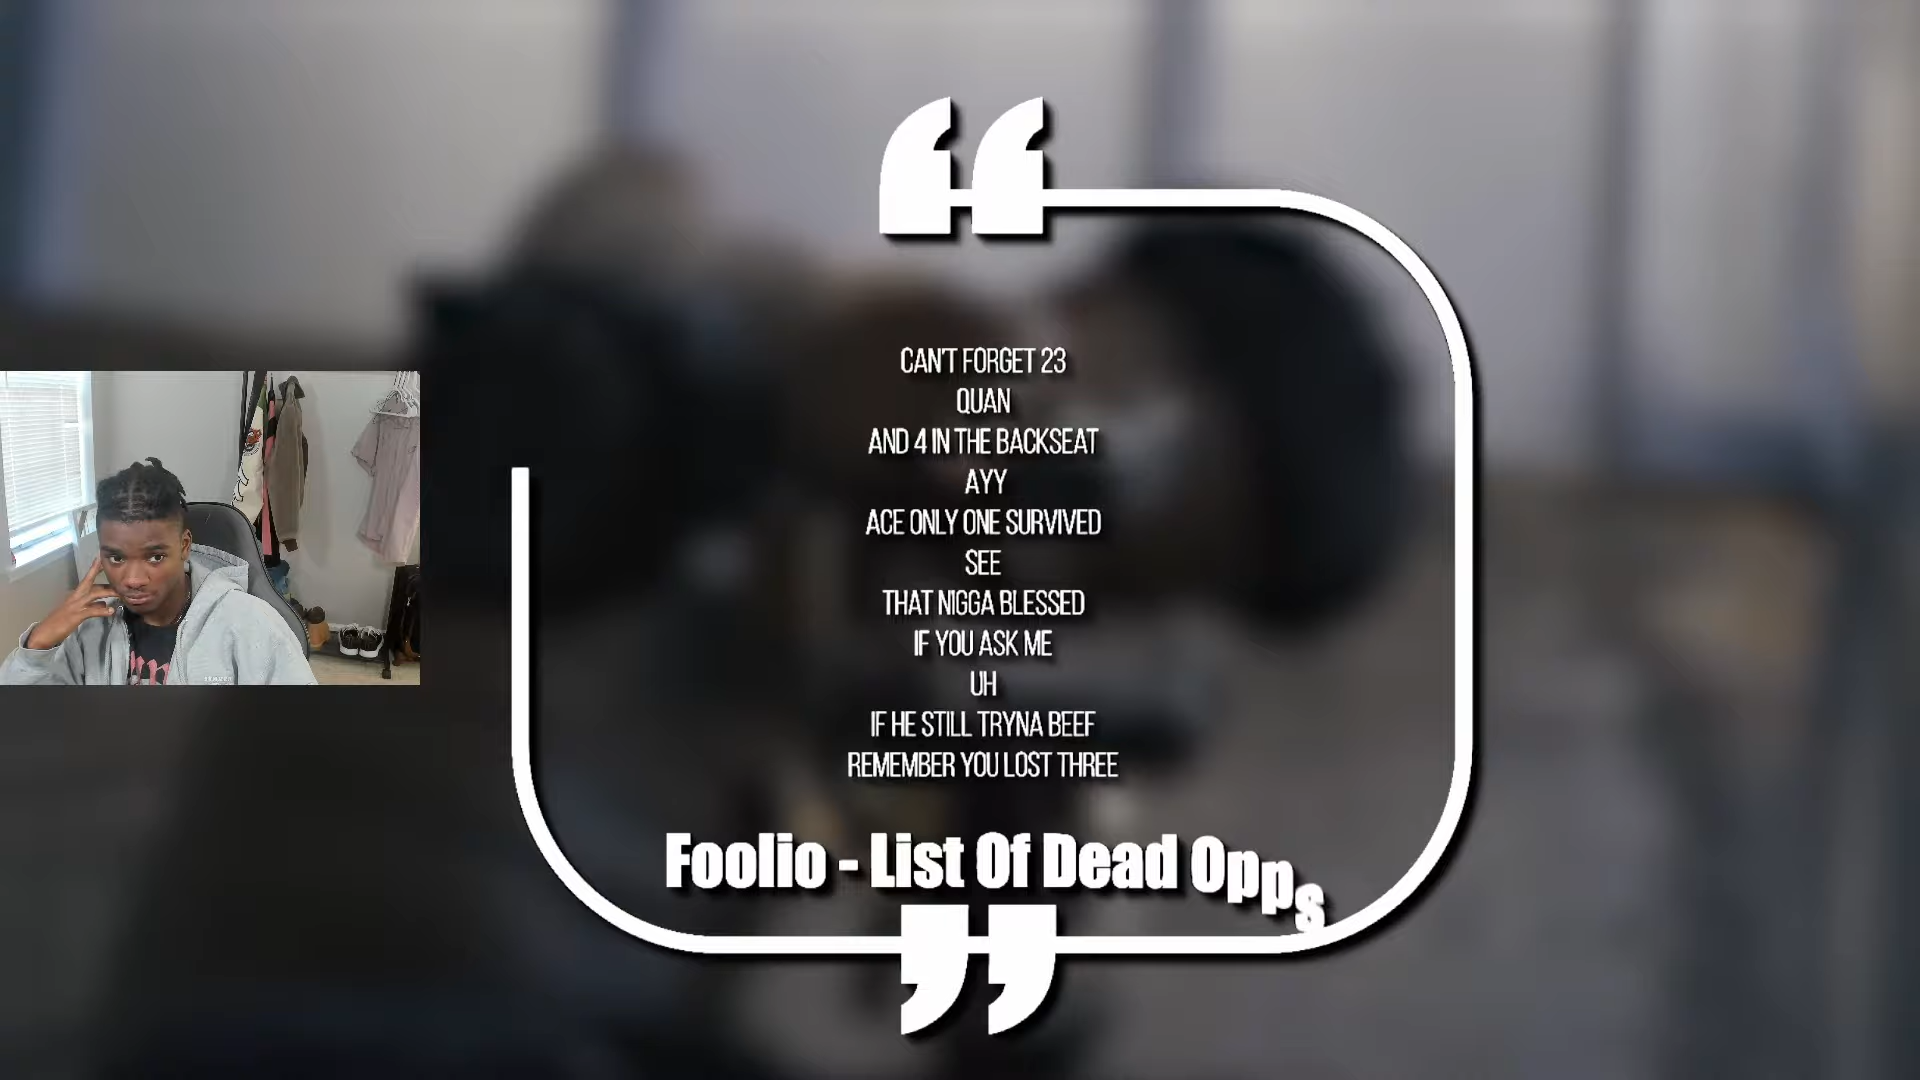 CAN'T FORGET 23
QUAN
AND 4 IN THE BACKSEAT
AYY
ACE ONLY ONE SURVIVED
SEE
THAT NIGGA BLESSED
IF YOU ASK ME
UH
IF HE STILL TRYNA BEEF
REMEMBER YOU LOST THREE
Foolio - List Of Dead Opps